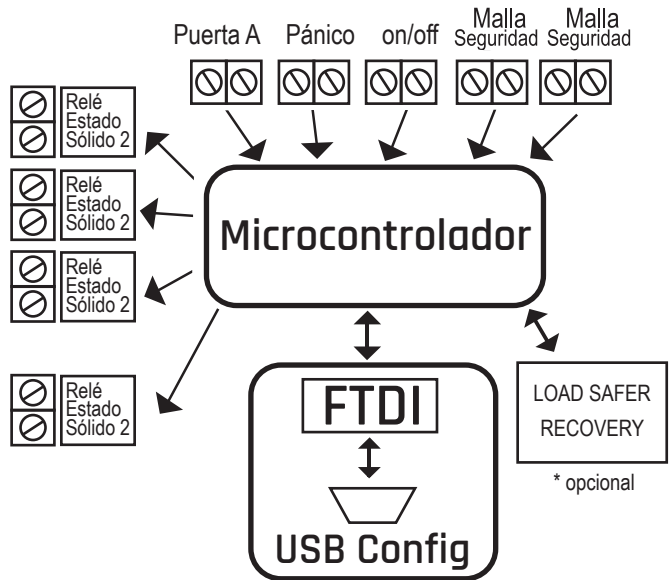 Puerta A
Pánico
on/off
Malla
Seguridad
Malla
Seguridad
Relé
Estado
Sólido 2
Relé
Estado
Sólido 2
Relé
Estado
Sólido 2
Relé
Estado
Sólido 2
Microcontrolador
FTDI
USB Config
LOAD SAFER
RECOVERY
* opcional